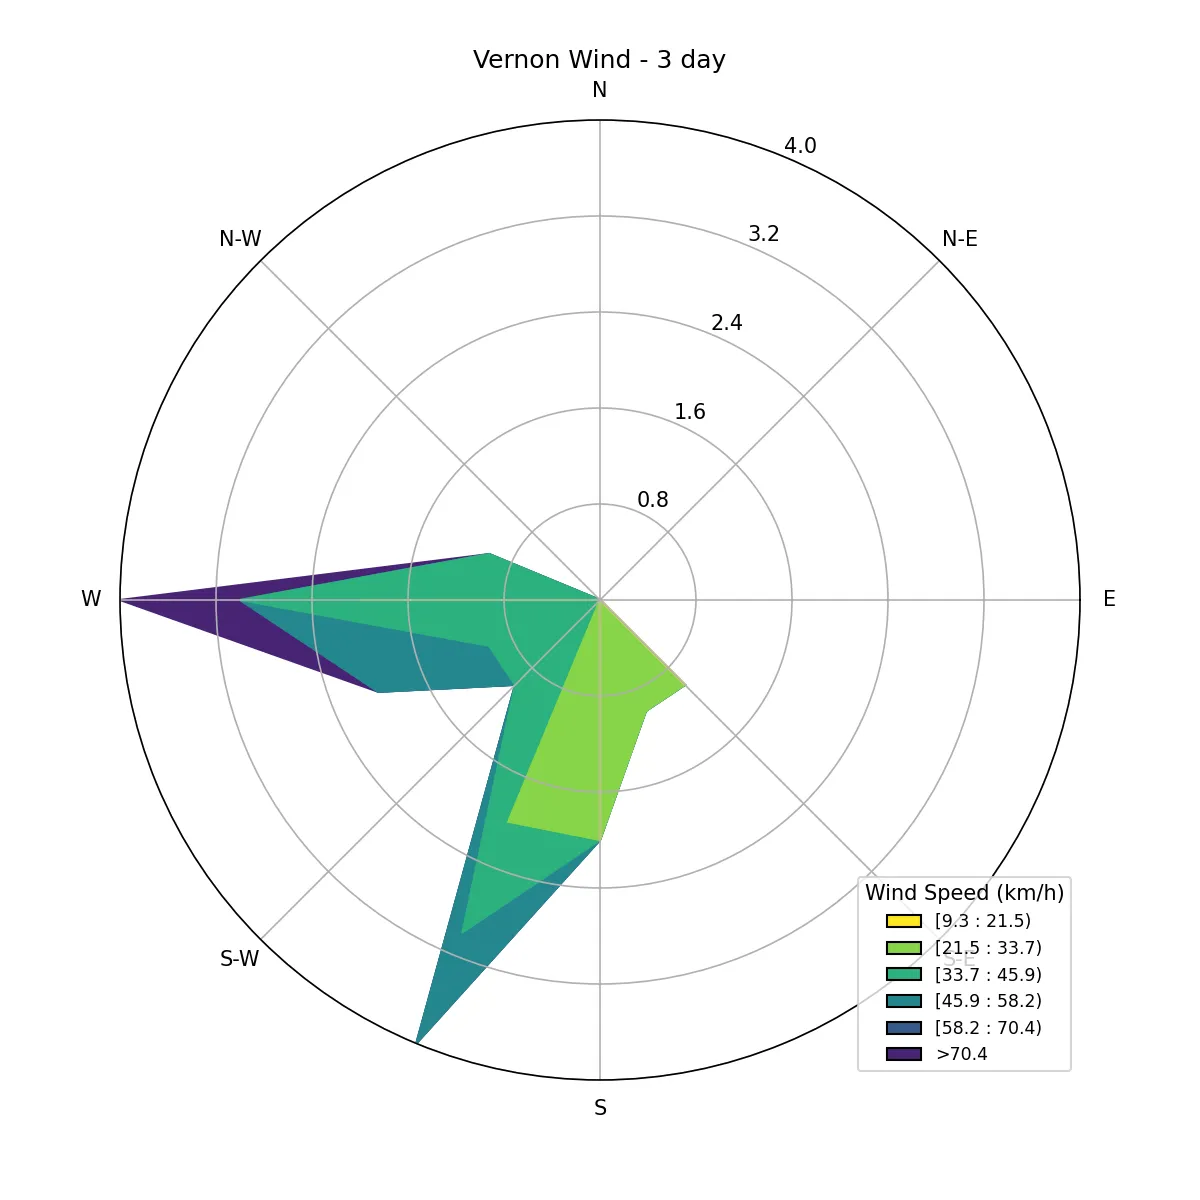 Vernon Wind - 3 day
N
4.0
N-W
3.2
N-E
2.4
1.6
0.8
W
E
Wind Speed (km/h)
[9.3 : 21.5)
[21.5 : 33.7)
S-W
S-E
[33.7 : 45.9)
[45.9 : 58.2)
[58.2 : 70.4)
>70.4
S